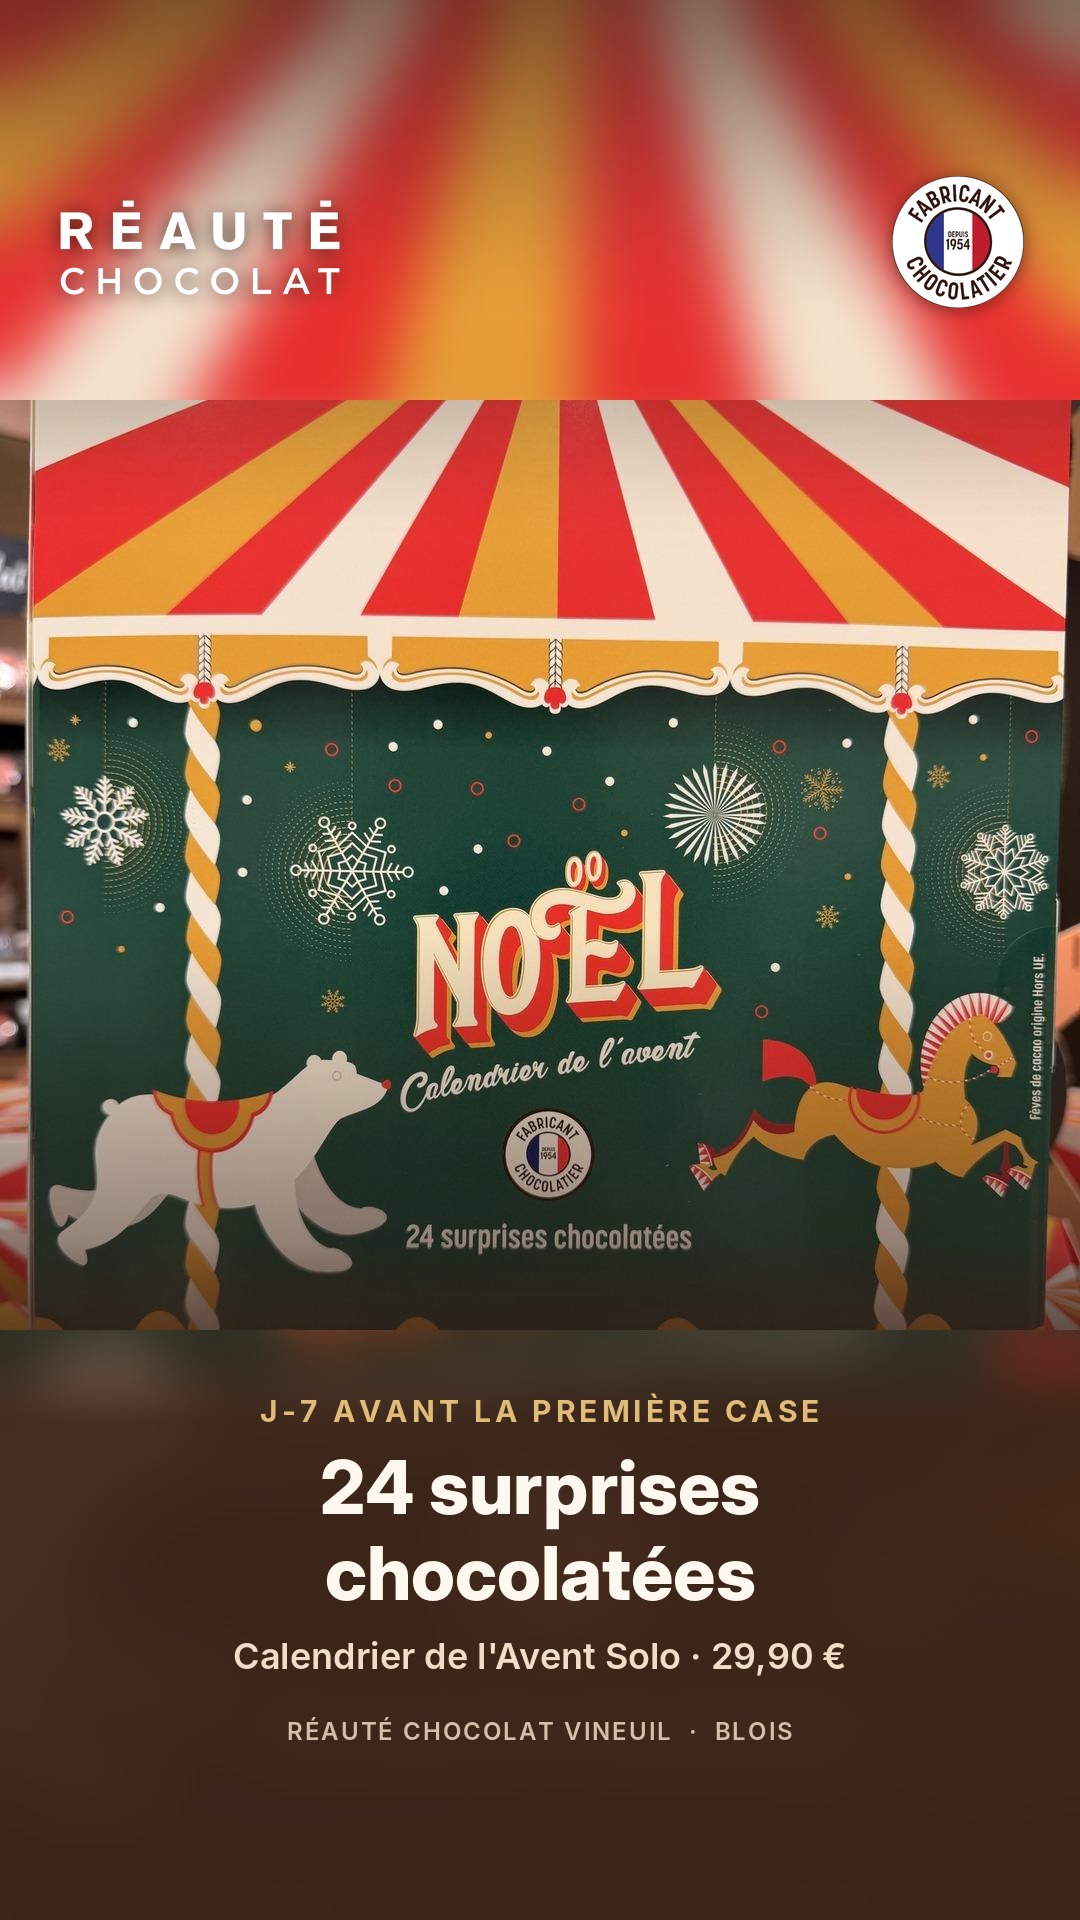 RÉAUTÉ
CHOCOLAT
FABRICANT
DEPUIS
1954
CHOCOLATIER
NOËL
Calendrier de l'avent
FABRICANT
DEPUIS
1954
CHOCOLATIER
24 surprises chocolatées
Fèves de cacao origine Hors UE.
J-7 AVANT LA PREMIÈRE CASE
24 surprises
chocolatées
Calendrier de l'Avent Solo · 29,90 €
RÉAUTÉ CHOCOLAT VINEUIL · BLOIS